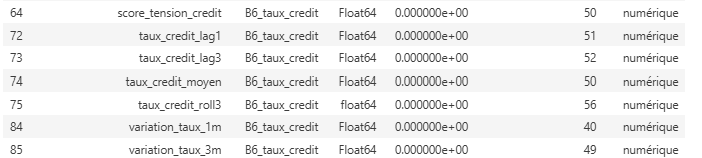 64 score_tension_credit B6_taux_credit Float64 0.000000e+00 50 numérique
72 taux_credit_lag1 B6_taux_credit Float64 0.000000e+00 51 numérique
73 taux_credit_lag3 B6_taux_credit Float64 0.000000e+00 52 numérique
74 taux_credit_moyen B6_taux_credit Float64 0.000000e+00 50 numérique
75 taux_credit_roll3 B6_taux_credit float64 0.000000e+00 56 numérique
84 variation_taux_1m B6_taux_credit Float64 0.000000e+00 40 numérique
85 variation_taux_3m B6_taux_credit Float64 0.000000e+00 49 numérique